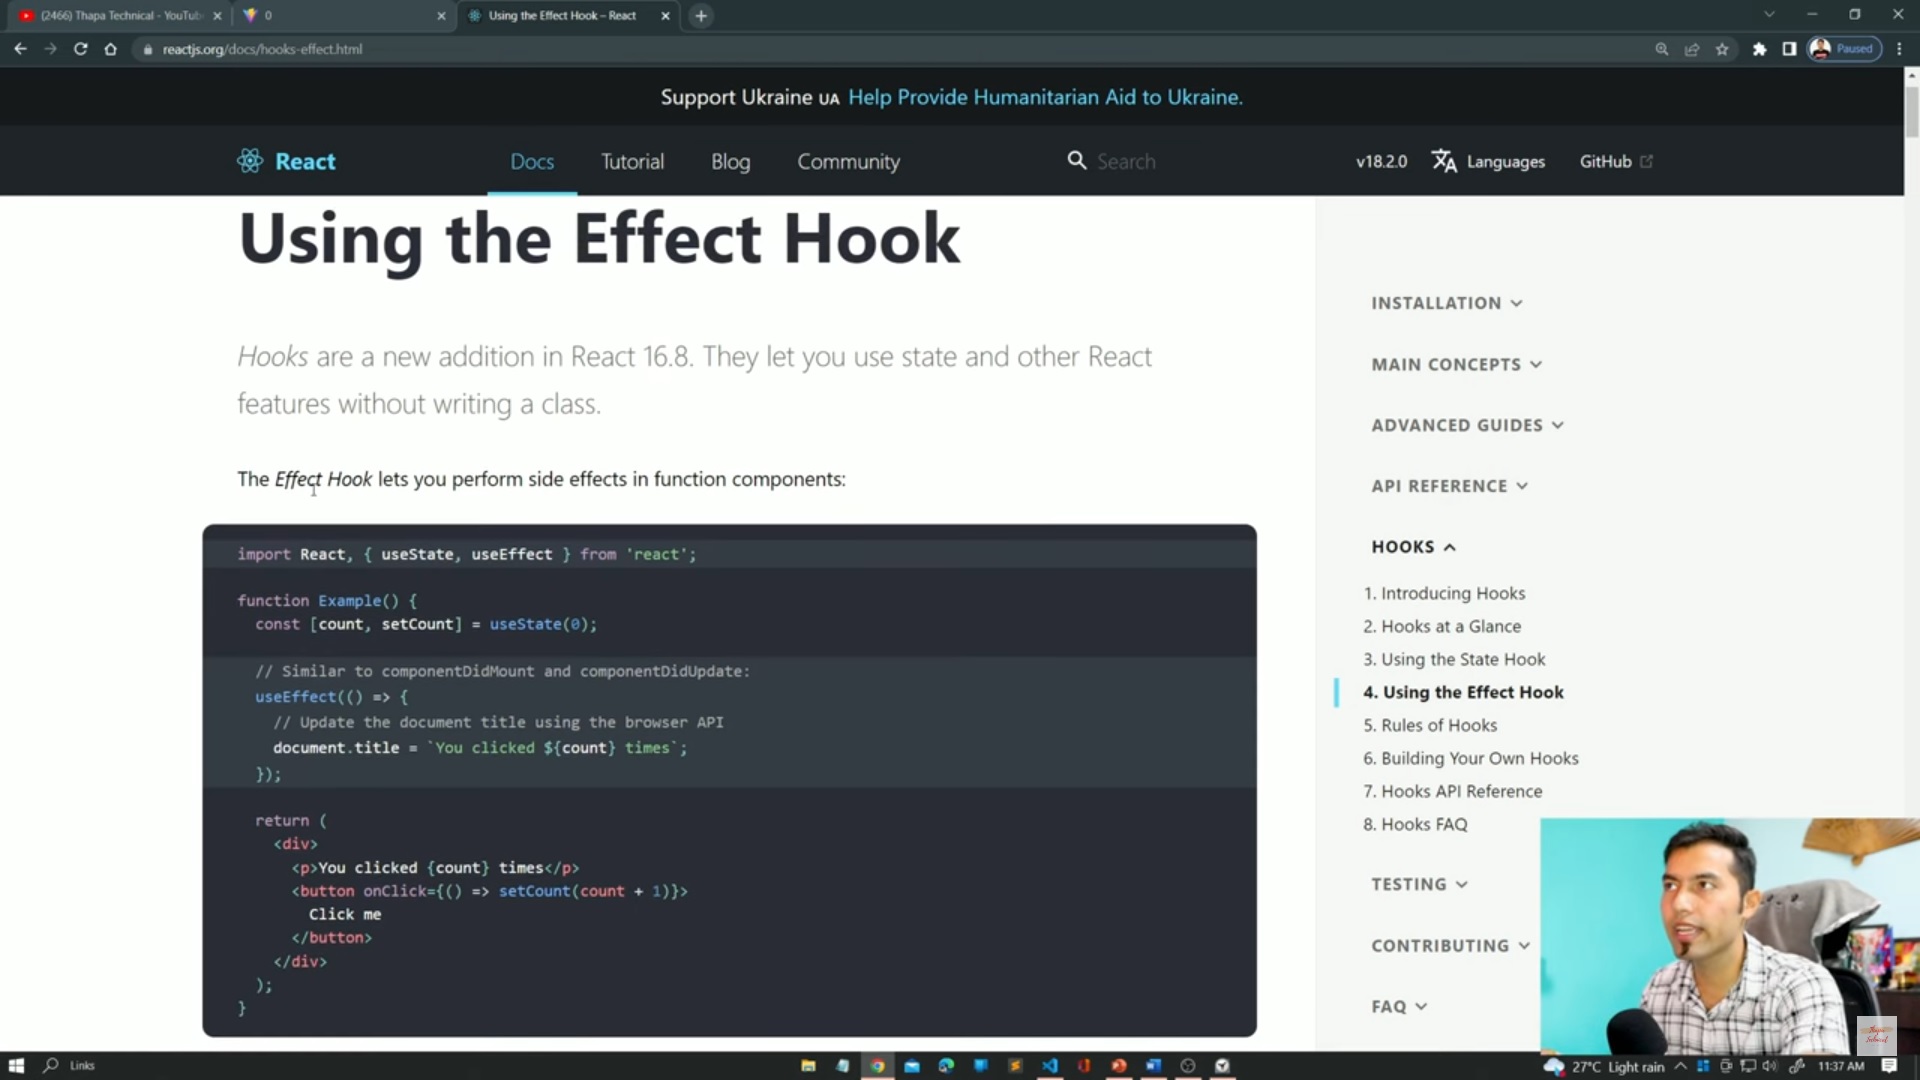 (2466) Thapa Technical - YouTub
0
Using the Effect Hook – React
reactjs.org/docs/hooks-effect.html
Paused
Support Ukraine UA Help Provide Humanitarian Aid to Ukraine.
React
Docs
Tutorial
Blog
Community
Search
v18.2.0
Languages
GitHub
Using the Effect Hook
Hooks are a new addition in React 16.8. They let you use state and other React
features without writing a class.
The Effect Hook lets you perform side effects in function components:
import React, { useState, useEffect } from 'react';
function Example() {
  const [count, setCount] = useState(0);
  // Similar to componentDidMount and componentDidUpdate:
  useEffect(() => {
    // Update the document title using the browser API
    document.title = `You clicked ${count} times`;
  });
  return (
    <div>
      <p>You clicked {count} times</p>
      <button onClick={() => setCount(count + 1)}>
        Click me
      </button>
    </div>
  );
}
INSTALLATION
MAIN CONCEPTS
ADVANCED GUIDES
API REFERENCE
HOOKS
1. Introducing Hooks
2. Hooks at a Glance
3. Using the State Hook
4. Using the Effect Hook
5. Rules of Hooks
6. Building Your Own Hooks
7. Hooks API Reference
8. Hooks FAQ
TESTING
CONTRIBUTING
FAQ
Links
27°C Light rain
11:37 AM